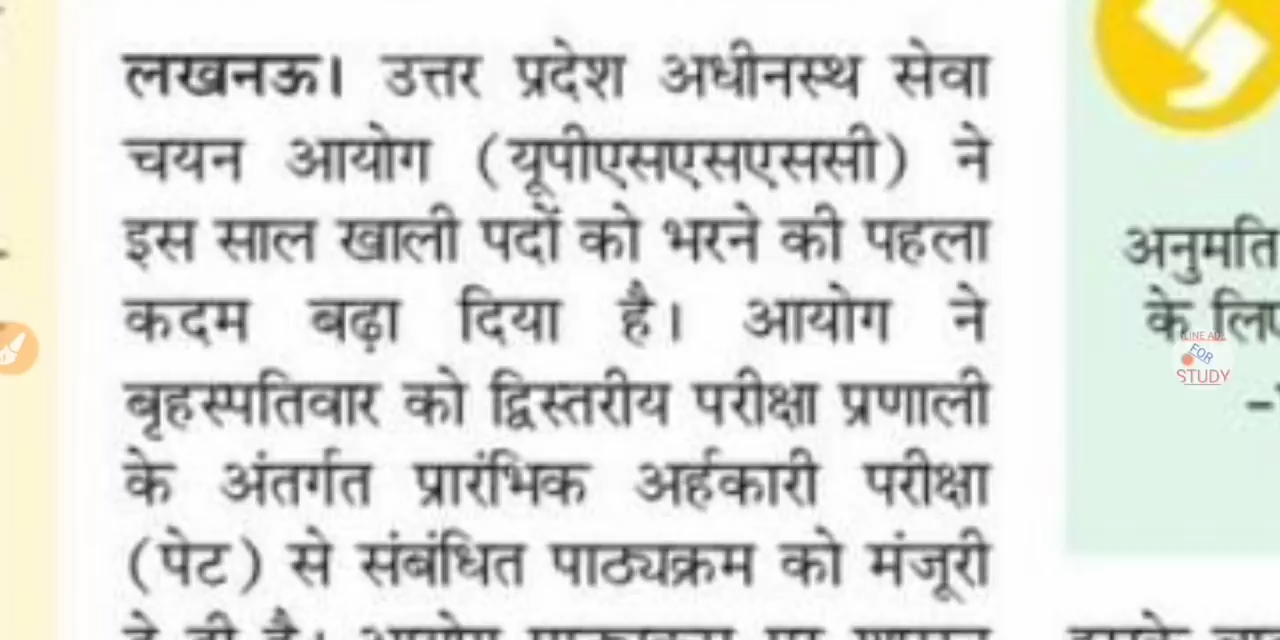 लखनऊ। उत्तर प्रदेश अधीनस्थ सेवा
चयन आयोग (यूपीएसएसएससी) ने
इस साल खाली पदों को भरने की पहला
कदम बढ़ा दिया है। आयोग ने
बृहस्पतिवार को द्विस्तरीय परीक्षा प्रणाली
के अंतर्गत प्रारंभिक अर्हकारी परीक्षा
(पेट) से संबंधित पाठ्यक्रम को मंजूरी
अनुमति
के
FOR
STUDY